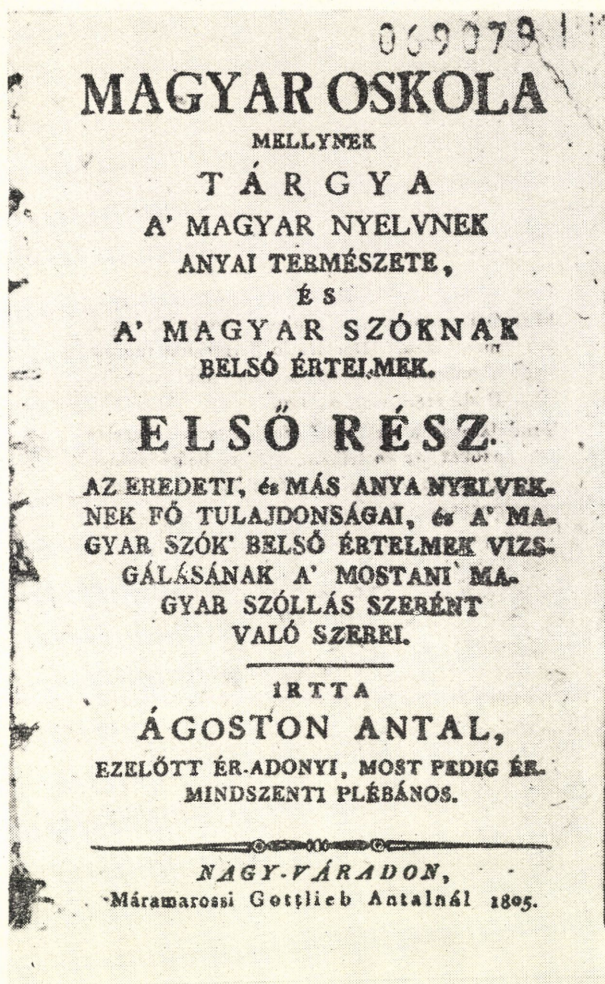 069079
MAGYAR OSKOLA
MELLYNEK
TÁRGYA
A' MAGYAR NYELVNEK
ANYAI TERMÉSZETE,
ÉS
A' MAGYAR SZÓKNAK
BELSŐ ÉRTELMEK.
ELSŐ RÉSZ.
AZ EREDETI, és MÁS ANYA NYELVEK-
NEK FŐ TULAJDONSÁGAI, és A' MA-
GYAR SZÓK' BELSŐ ÉRTELMEK VIZS-
GÁLÁSÁNAK A' MOSTANI MA-
GYAR SZÓLLÁS SZERÉNT
VALÓ SZEREI.
IRTTA
ÁGOSTON ANTAL,
EZELŐTT ÉR-ADONYI, MOST PEDIG ÉR-
MINDSZENTI PLÉBÁNOS.
NAGY-VÁRADON,
Máramarossi Gottlieb Antalnál 1805.